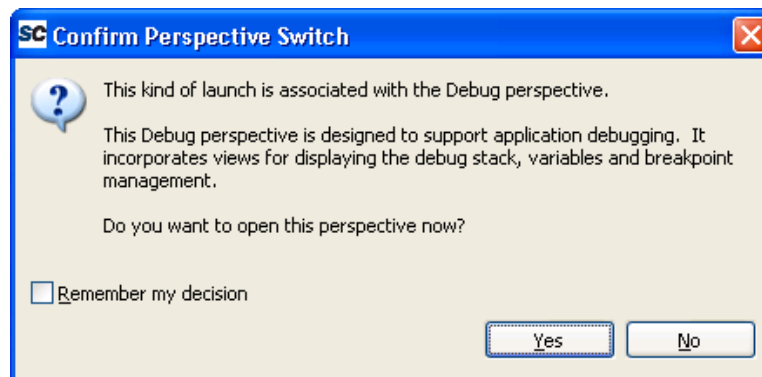 SC Confirm Perspective Switch
This kind of launch is associated with the Debug perspective.
This Debug perspective is designed to support application debugging. It
incorporates views for displaying the debug stack, variables and breakpoint
management.
Do you want to open this perspective now?
Remember my decision
Yes No